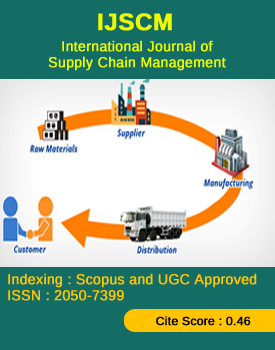 IJSCM
International Journal of
Supply Chain Management
Supplier
Raw Materials
Manufacturing
Customer
Distribution
Indexing : Scopus and UGC Approved
ISSN : 2050-7399
Cite Score : 0.46